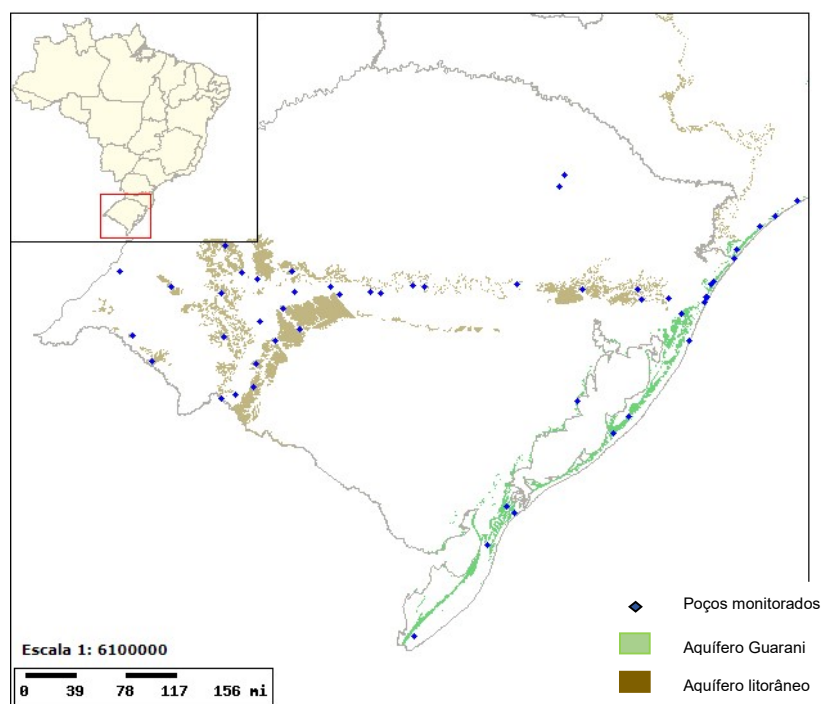 Escala 1: 6100000
0 39 78 117 156 mi
Poços monitorados
Aquífero Guarani
Aquífero litorâneo